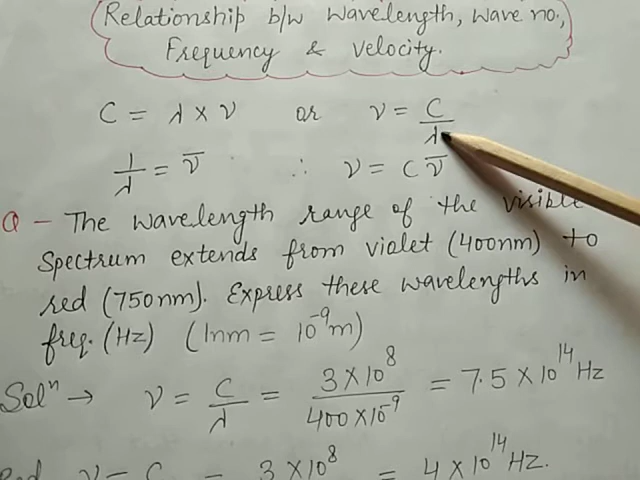 Relationship b/w Wavelength, wave no.,
Frequency & Velocity.
C = λ × ν or ν = C/λ
1/λ = ν̅ ∴ ν = C ν̅
Q - The wavelength range of the visible
Spectrum extends from violet (400nm) to
red (750nm). Express these wavelengths in
freq. (Hz) (1nm = 10⁻⁹m)
Solⁿ → ν = C/λ = 3×10⁸/400×10⁻⁹ = 7.5×10¹⁴ Hz
ν = C = 3×10⁸ = 4×10¹⁴ Hz.